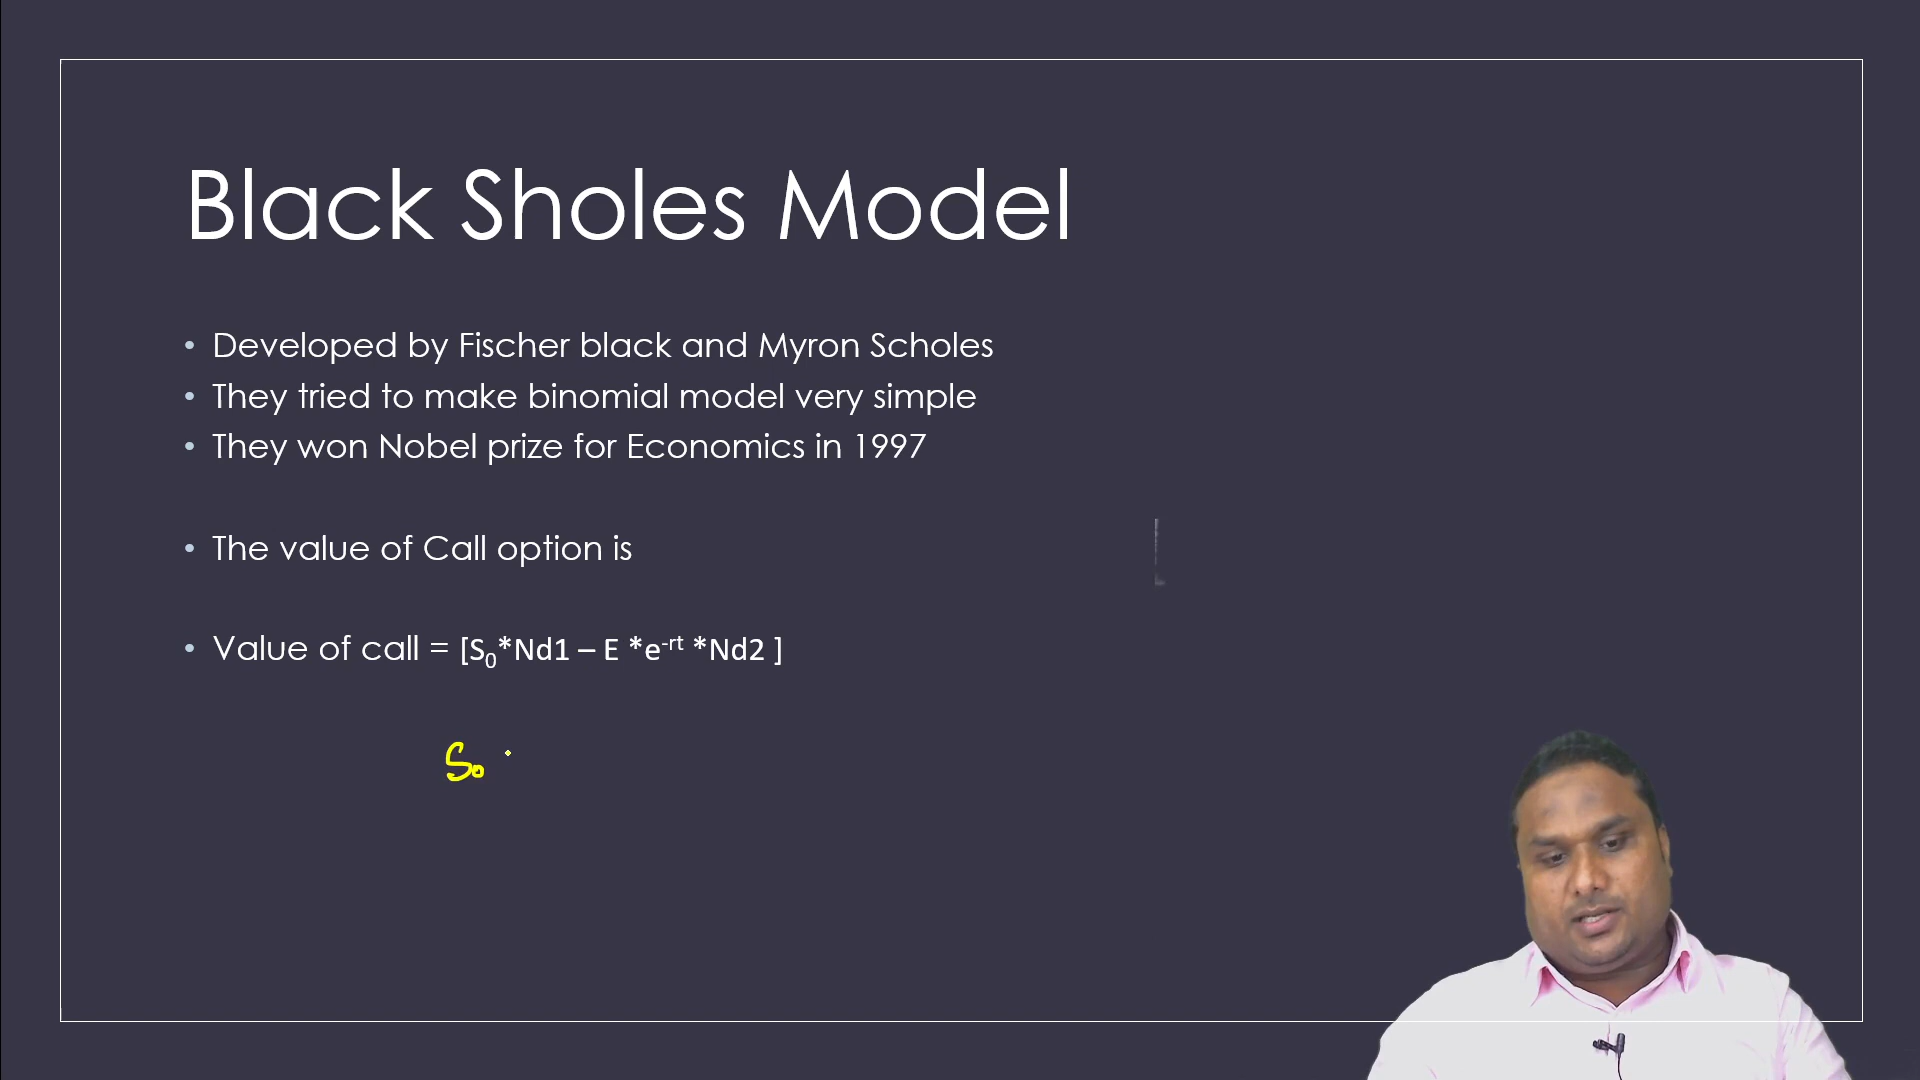 Black Sholes Model
• Developed by Fischer black and Myron Scholes
• They tried to make binomial model very simple
• They won Nobel prize for Economics in 1997
• The value of Call option is
• Value of call = [S₀*Nd1 – E *e⁻ʳᵗ *Nd2 ]
S₀